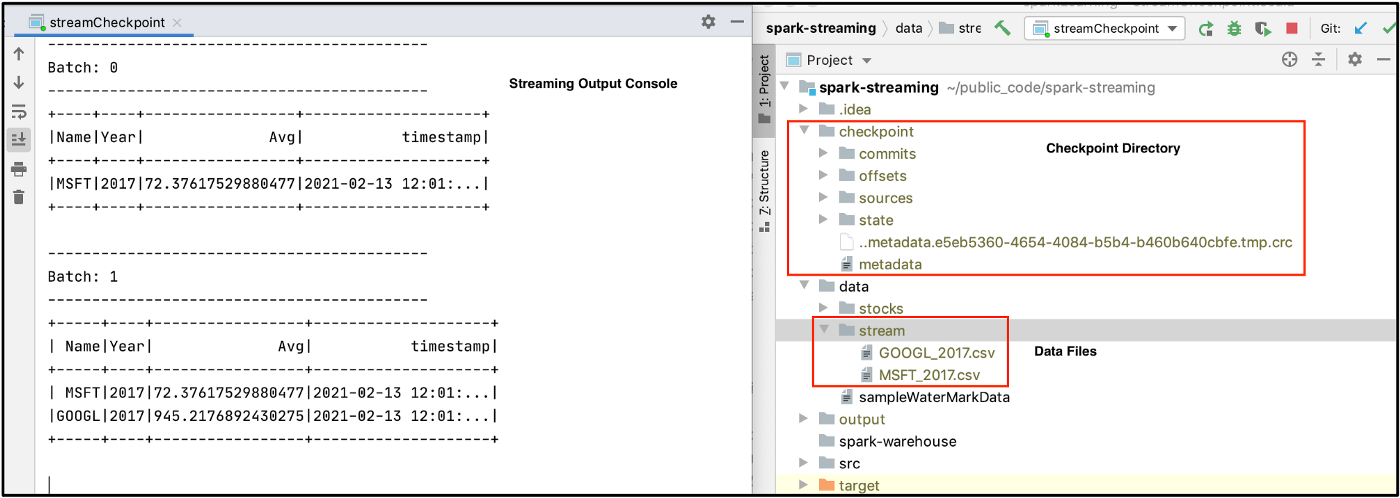 streamCheckpoint
--------------------------------------------
Batch: 0
--------------------------------------------
Streaming Output Console
+----+----+-----------------+--------------------+
|Name|Year|              Avg|           timestamp|
+----+----+-----------------+--------------------+
|MSFT|2017|72.37617529880477|2021-02-13 12:01:...|
+----+----+-----------------+--------------------+
--------------------------------------------
Batch: 1
--------------------------------------------
+-----+----+-----------------+--------------------+
| Name|Year|              Avg|           timestamp|
+-----+----+-----------------+--------------------+
| MSFT|2017|72.37617529880477|2021-02-13 12:01:...|
|GOOGL|2017|945.2176892430275|2021-02-13 12:01:...|
+-----+----+-----------------+--------------------+
spark-streaming data stre streamCheckpoint Git:
1: Project
7: Structure
Project
spark-streaming ~/public_code/spark-streaming
.idea
checkpoint
Checkpoint Directory
commits
offsets
sources
state
..metadata.e5eb5360-4654-4084-b5b4-b460b640cbfe.tmp.crc
metadata
data
stocks
stream
GOOGL_2017.csv
Data Files
MSFT_2017.csv
sampleWaterMarkData
output
spark-warehouse
src
target